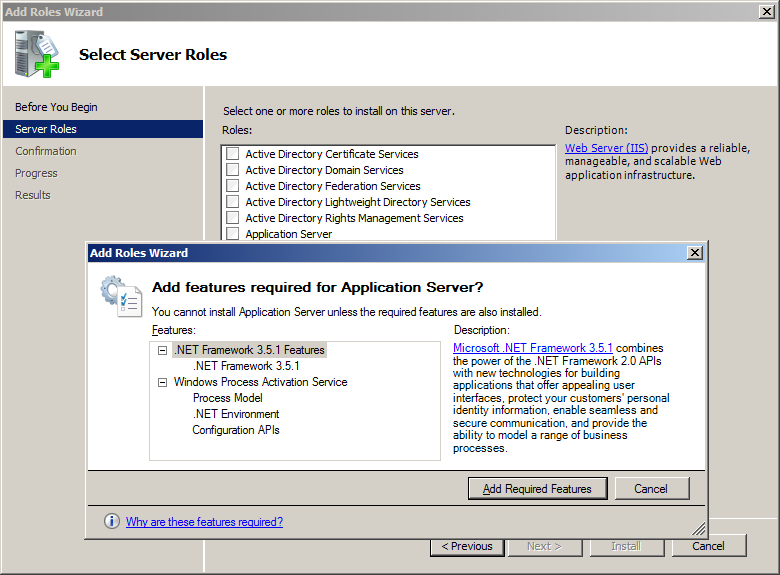 Add Roles Wizard
Select Server Roles
Before You Begin
Server Roles
Confirmation
Progress
Results
Select one or more roles to install on this server.
Roles:
Active Directory Certificate Services
Active Directory Domain Services
Active Directory Federation Services
Active Directory Lightweight Directory Services
Active Directory Rights Management Services
Application Server
Description:
Web Server (IIS) provides a reliable,
manageable, and scalable Web
application infrastructure.
Add Roles Wizard
Add features required for Application Server?
You cannot install Application Server unless the required features are also installed.
Features:
.NET Framework 3.5.1 Features
.NET Framework 3.5.1
Windows Process Activation Service
Process Model
.NET Environment
Configuration APIs
Description:
Microsoft .NET Framework 3.5.1 combines
the power of the .NET Framework 2.0 APIs
with new technologies for building
applications that offer appealing user
interfaces, protect your customers' personal
identity information, enable seamless and
secure communication, and provide the
ability to model a range of business
processes.
Add Required Features
Cancel
Why are these features required?
< Previous
Next >
Install
Cancel